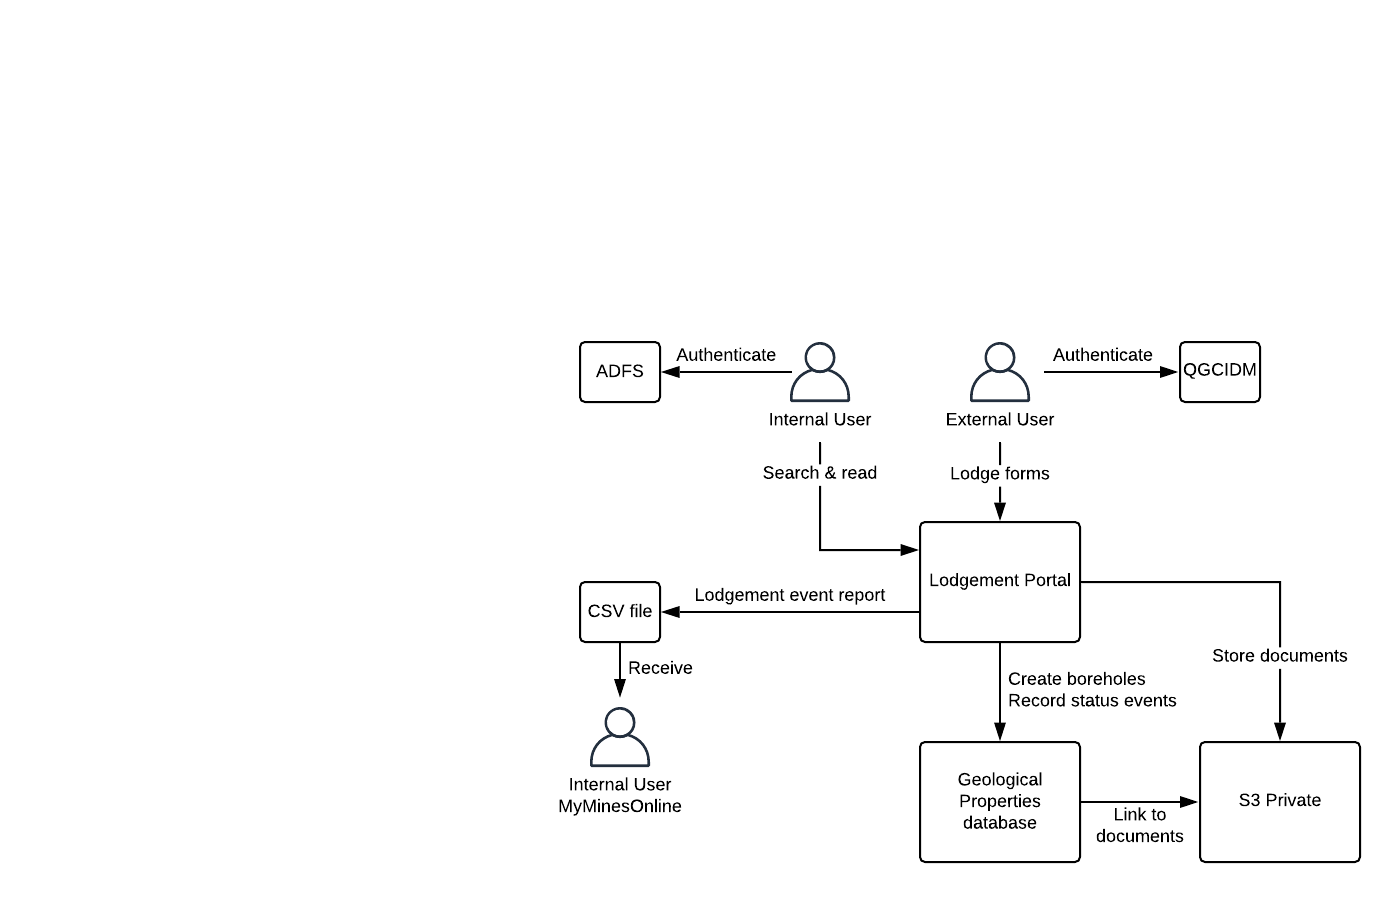 Authenticate
Authenticate
ADFS
QGCIDM
Internal User
External User
Search & read
Lodge forms
Lodgement Portal
Lodgement event report
CSV file
Store documents
Receive
Create boreholes
Record status events
Internal User
MyMinesOnline
Geological
Properties
database
S3 Private
Link to
documents